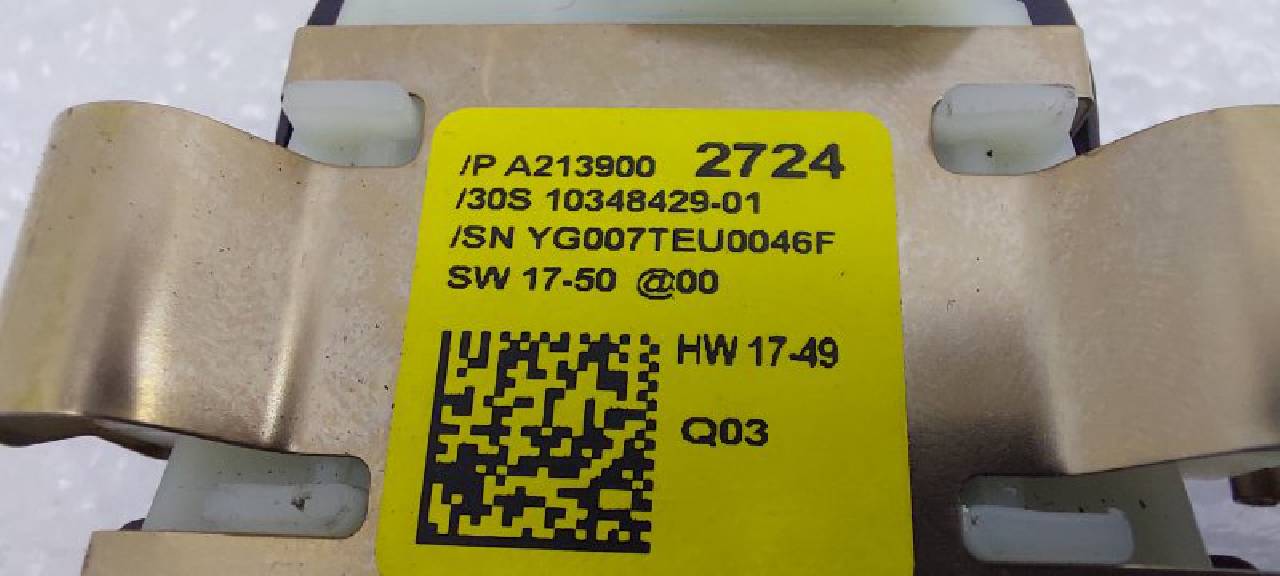 /P A213900 2724
/30S 10348429-01
/SN YG007TEU0046F
SW 17-50 @00
HW 17-49
Q03